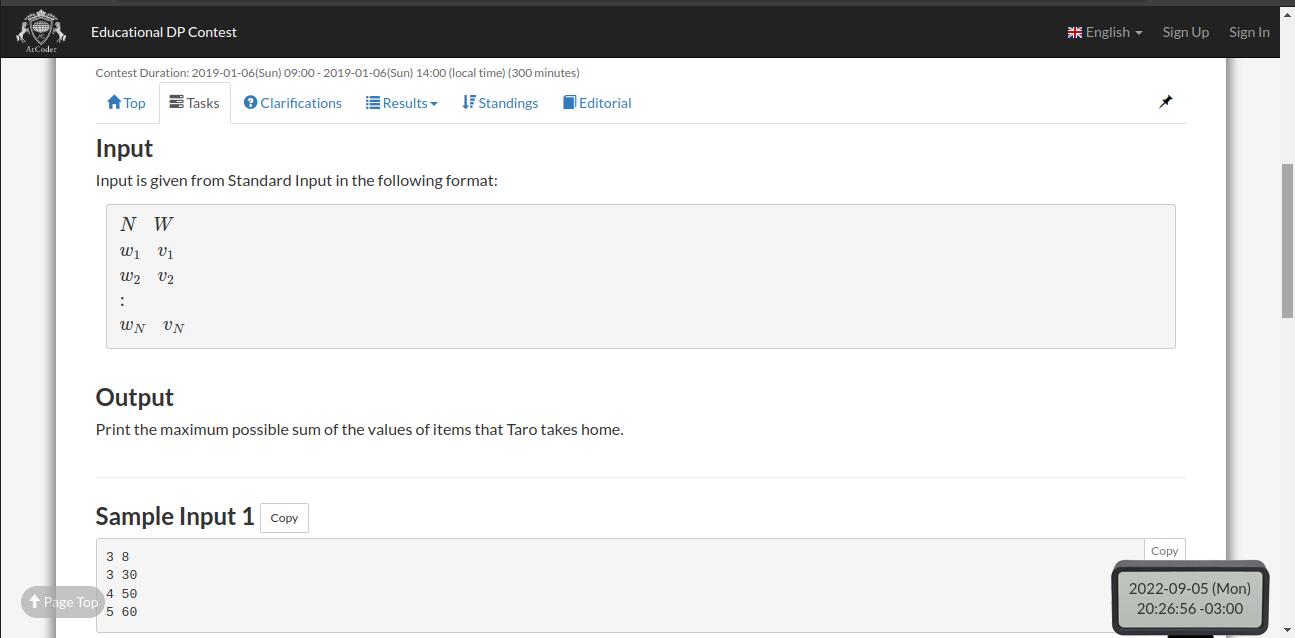 AtCoder
Educational DP Contest
English
Sign Up
Sign In
Contest Duration: 2019-01-06(Sun) 09:00 - 2019-01-06(Sun) 14:00 (local time) (300 minutes)
Top
Tasks
Clarifications
Results
Standings
Editorial
Input
Input is given from Standard Input in the following format:
N W
w₁ v₁
w₂ v₂
:
w_N v_N
Output
Print the maximum possible sum of the values of items that Taro takes home.
Sample Input 1
Copy
Copy
3 8
3 30
4 50
5 60
Page Top
2022-09-05 (Mon)
20:26:56 -03:00